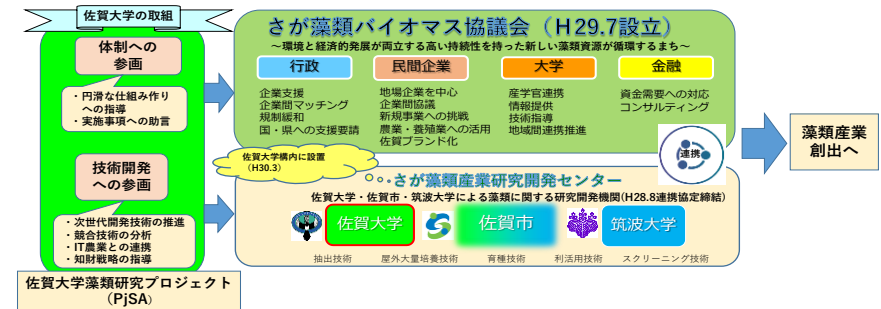 佐賀大学の取組
体制への
参画
・円滑な仕組み作り
への指導
・実施事項への助言
技術開発
への参画
・次世代開発技術の推進
・競合技術の分析
・IT農業との連携
・知財戦略の指導
佐賀大学藻類研究プロジェクト
(PjSA)
さが藻類バイオマス協議会（H29.7設立）
～環境と経済的発展が両立する高い持続性を持った新しい藻類資源が循環するまち～
行政
企業支援
企業間マッチング
規制緩和
国・県への支援要請
民間企業
地場企業を中心
企業間協議
新規事業への挑戦
農業・養殖業への活用
佐賀ブランド化
大学
産学官連携
情報提供
技術指導
地域間連携推進
金融
資金需要への対応
コンサルティング
連携
佐賀大学構内に設置
（H30.3）
さが藻類産業研究開発センター
佐賀大学・佐賀市・筑波大学による藻類に関する研究開発機関(H28.8連携協定締結)
佐賀大学
佐賀市
筑波大学
抽出技術 屋外大量培養技術 育種技術 利活用技術 スクリーニング技術
藻類産業
創出へ